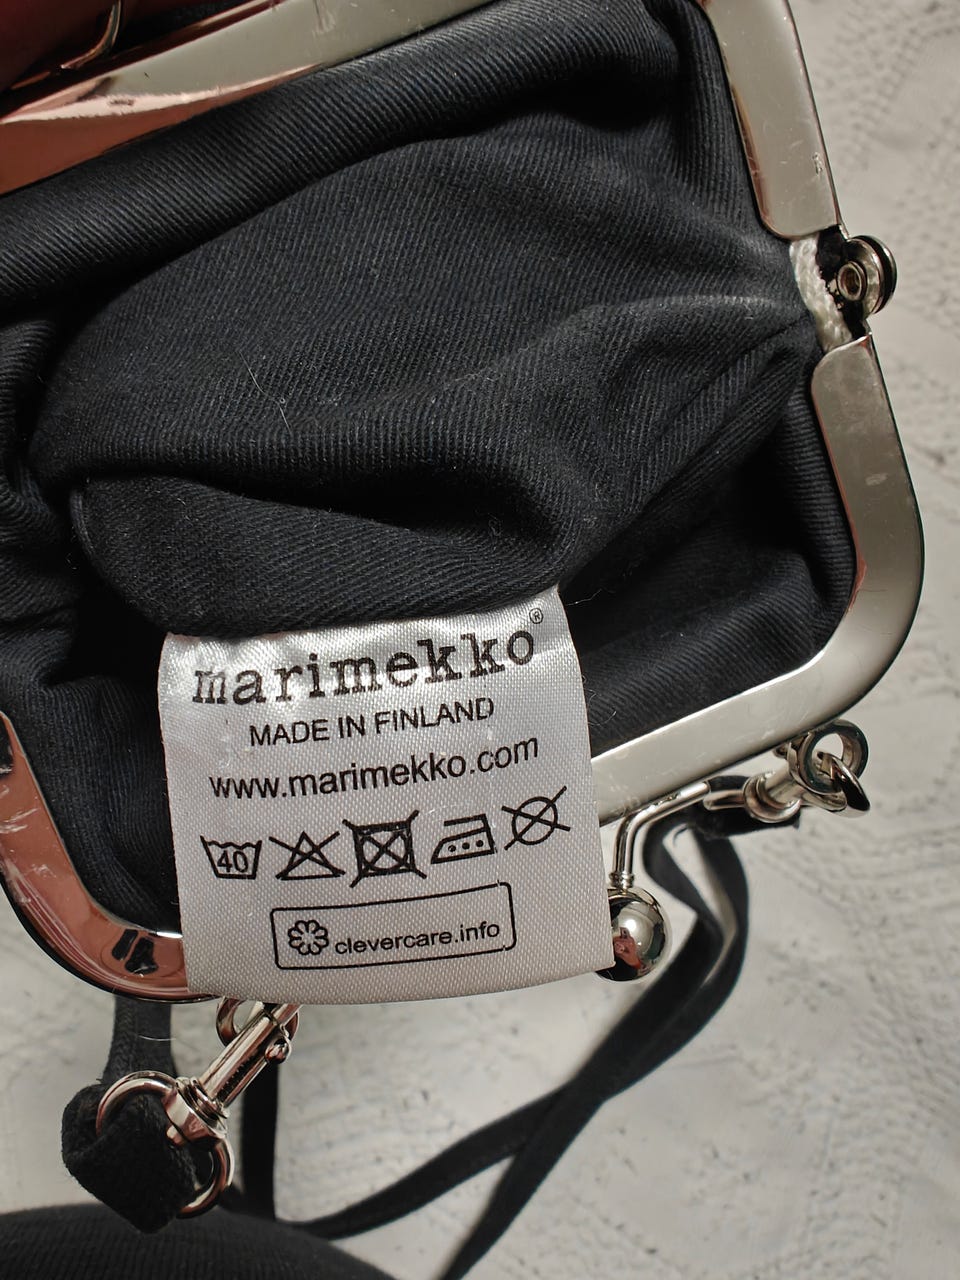 marimekko®
MADE IN FINLAND
www.marimekko.com
40
clevercare.info